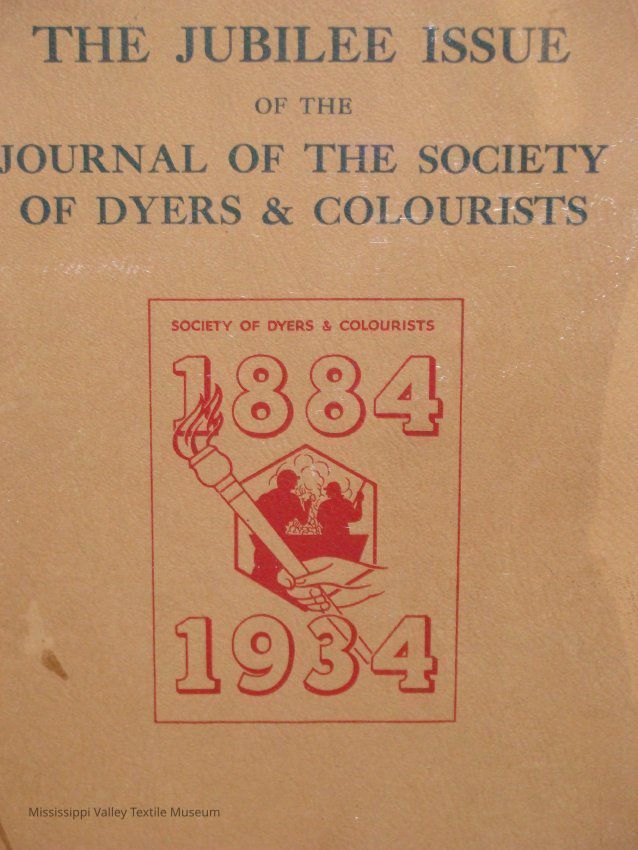 THE JUBILEE ISSUE
OF THE
JOURNAL OF THE SOCIETY
OF DYERS & COLOURISTS
SOCIETY OF DYERS & COLOURISTS
1884
1934
Mississippi Valley Textile Museum